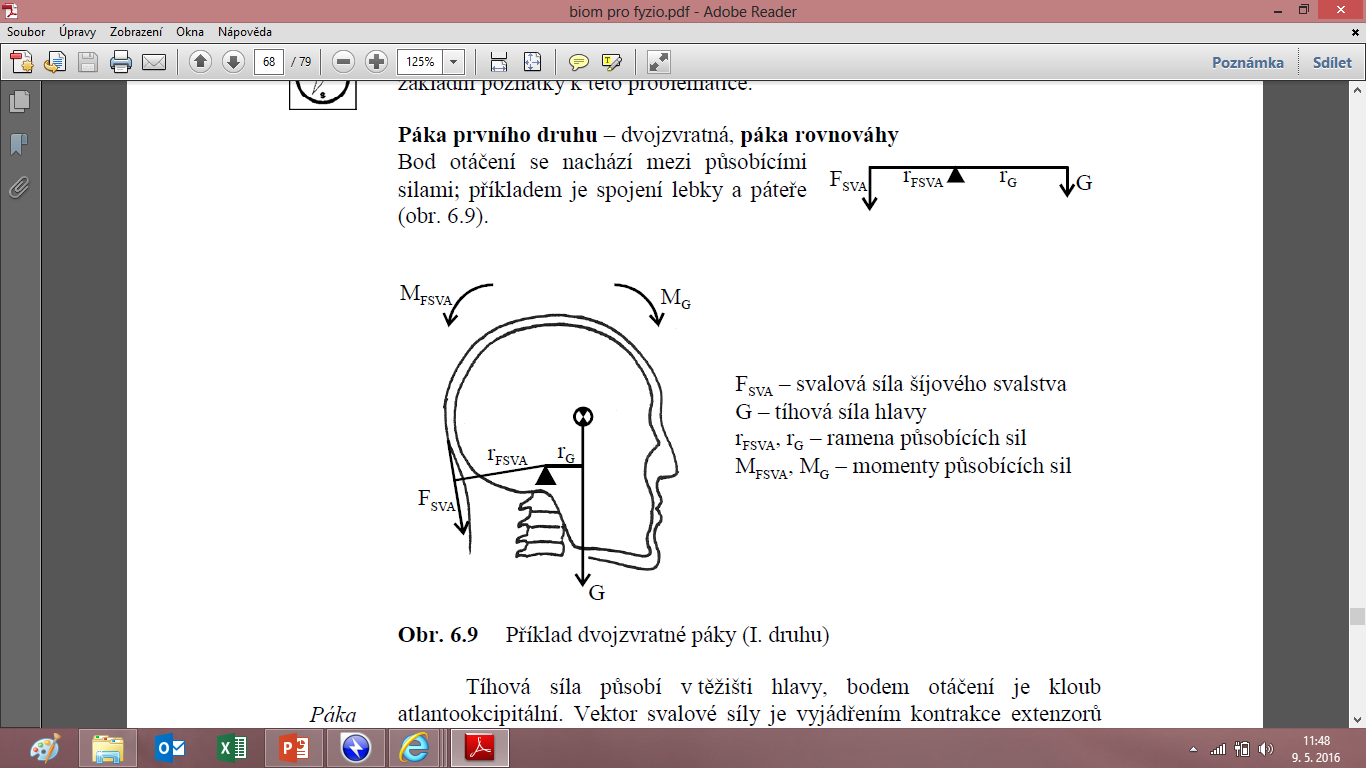 biom pro fyzio.pdf - Adobe Reader
Soubor Úpravy Zobrazení Okna Nápověda
68 / 79 125% Poznámka Sdílet
základní poznatky k této problematice.
Páka prvního druhu – dvojzvratná, páka rovnováhy
Bod otáčení se nachází mezi působícími
silami; příkladem je spojení lebky a páteře
(obr. 6.9).
FSVA rFSVA rG G
MFSVA MG
FSVA – svalová síla šíjového svalstva
G – tíhová síla hlavy
rFSVA, rG – ramena působících sil
MFSVA, MG – momenty působících sil
rFSVA rG
FSVA
G
Obr. 6.9 Příklad dvojzvratné páky (I. druhu)
Tíhová síla působí v těžišti hlavy, bodem otáčení je kloub
Páka atlantookcipitální. Vektor svalové síly je vyjádřením kontrakce extenzorů
11:48
9. 5. 2016